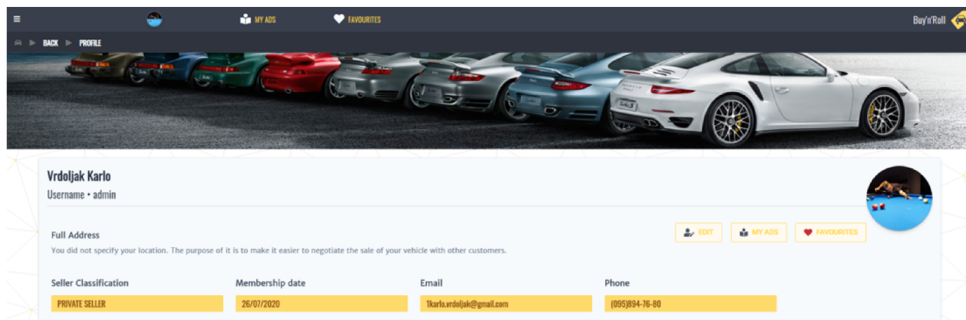 MY ADS
FAVOURITES
Buy'n'Roll
BACK
PROFILE
Vrdoljak Karlo
Username • admin
Full Address
You did not specify your location. The purpose of it is to make it easier to negotiate the sale of your vehicle with other customers.
EDIT
MY ADS
FAVOURITES
Seller Classification
Membership date
Email
Phone
PRIVATE SELLER
26/07/2020
1karlo.vrdoljak@gmail.com
(095)894-76-80